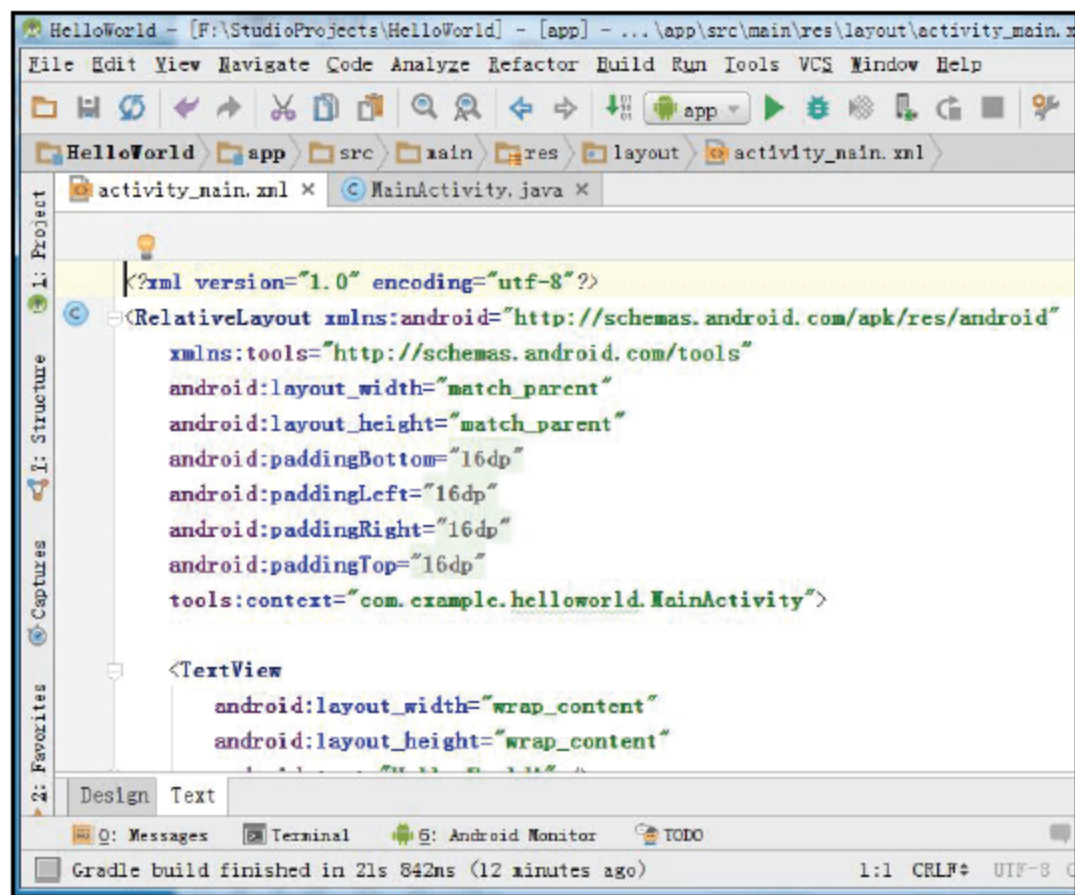 HelloWorld - [F:\StudioProjects\HelloWorld] - [app] - ...\app\src\main\res\layout\activity_main.x
File Edit View Navigate Code Analyze Refactor Build Run Tools VCS Window Help
app
HelloWorld app src main res layout activity_main.xml
activity_main.xml × MainActivity.java ×
1: Project
7: Structure
Captures
2: Favorites
<?xml version="1.0" encoding="utf-8"?>
<RelativeLayout xmlns:android="http://schemas.android.com/apk/res/android"
xmlns:tools="http://schemas.android.com/tools"
android:layout_width="match_parent"
android:layout_height="match_parent"
android:paddingBottom="16dp"
android:paddingLeft="16dp"
android:paddingRight="16dp"
android:paddingTop="16dp"
tools:context="com.example.helloworld.MainActivity">
<TextView
android:layout_width="wrap_content"
android:layout_height="wrap_content"
Design Text
0: Messages Terminal 6: Android Monitor TODO
Gradle build finished in 21s 842ms (12 minutes ago) 1:1 CRLF UTF-8